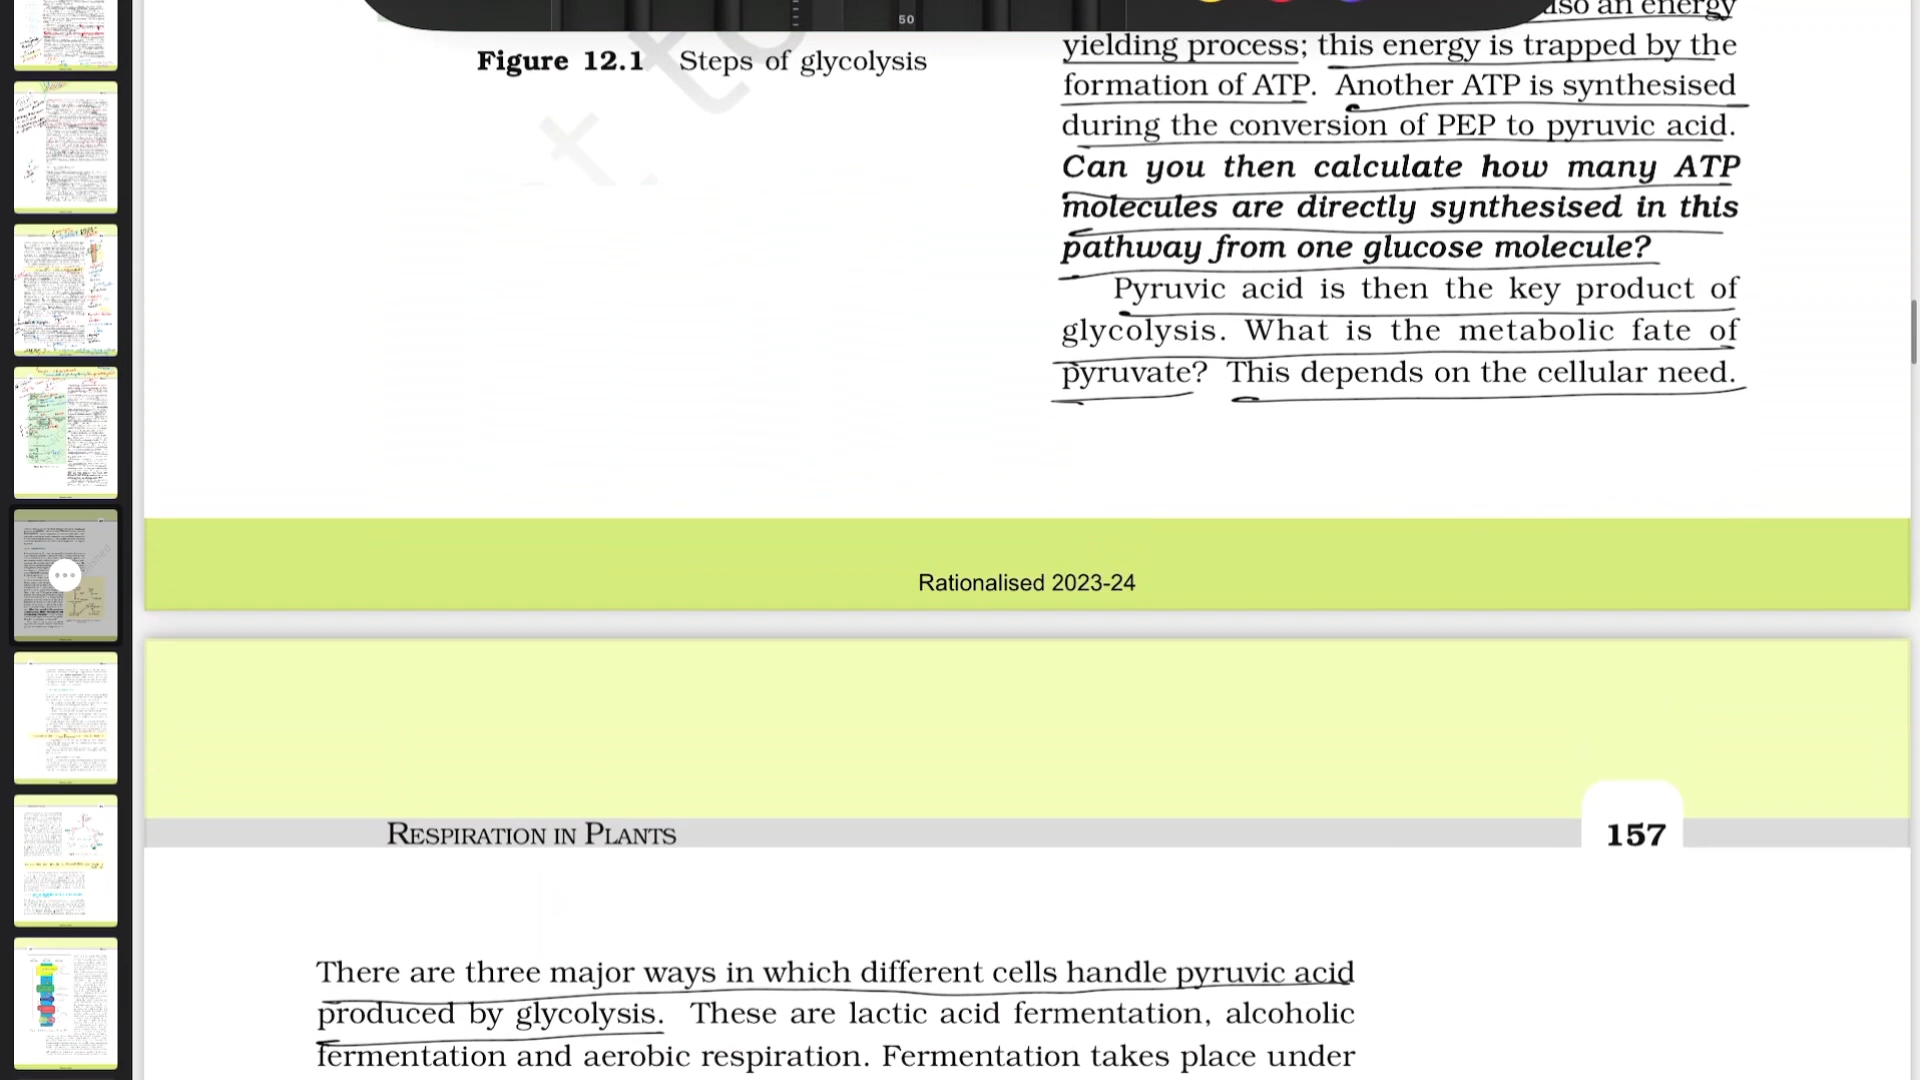 50
so an energy
Figure 12.1 Steps of glycolysis
yielding process; this energy is trapped by the
formation of ATP. Another ATP is synthesised
during the conversion of PEP to pyruvic acid.
Can you then calculate how many ATP
molecules are directly synthesised in this
pathway from one glucose molecule?
Pyruvic acid is then the key product of
glycolysis. What is the metabolic fate of
pyruvate? This depends on the cellular need.
Rationalised 2023-24
RESPIRATION IN PLANTS
157
There are three major ways in which different cells handle pyruvic acid
produced by glycolysis. These are lactic acid fermentation, alcoholic
fermentation and aerobic respiration. Fermentation takes place under